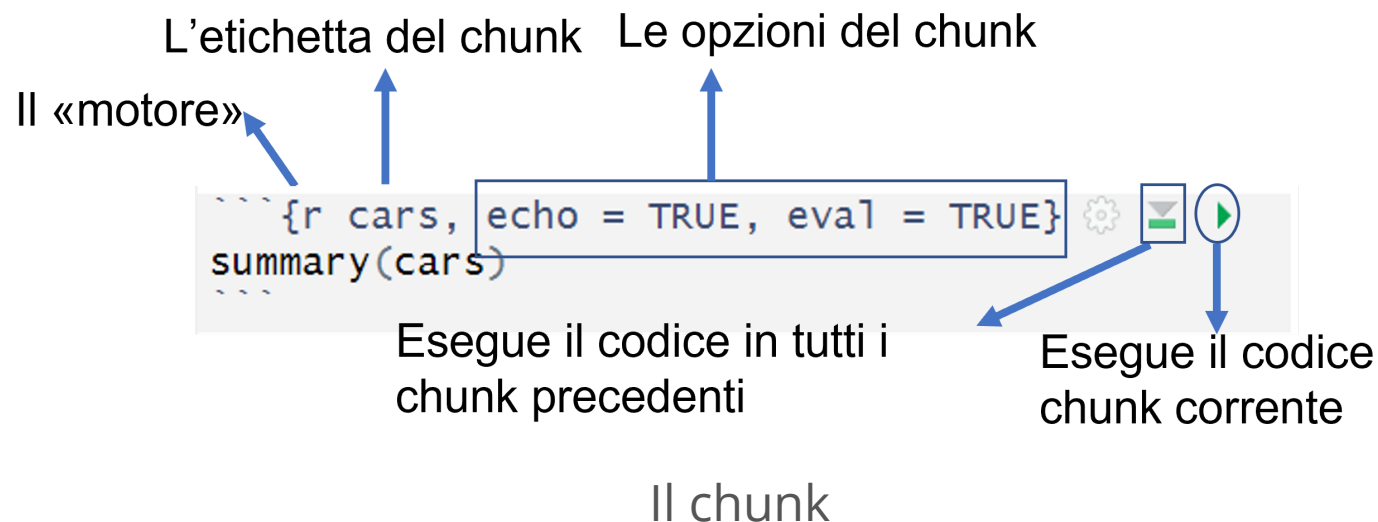 L’etichetta del chunk
Le opzioni del chunk
Il «motore»
```{r cars, echo = TRUE, eval = TRUE}
summary(cars)
```
Esegue il codice in tutti i
chunk precedenti
Esegue il codice
chunk corrente
Il chunk